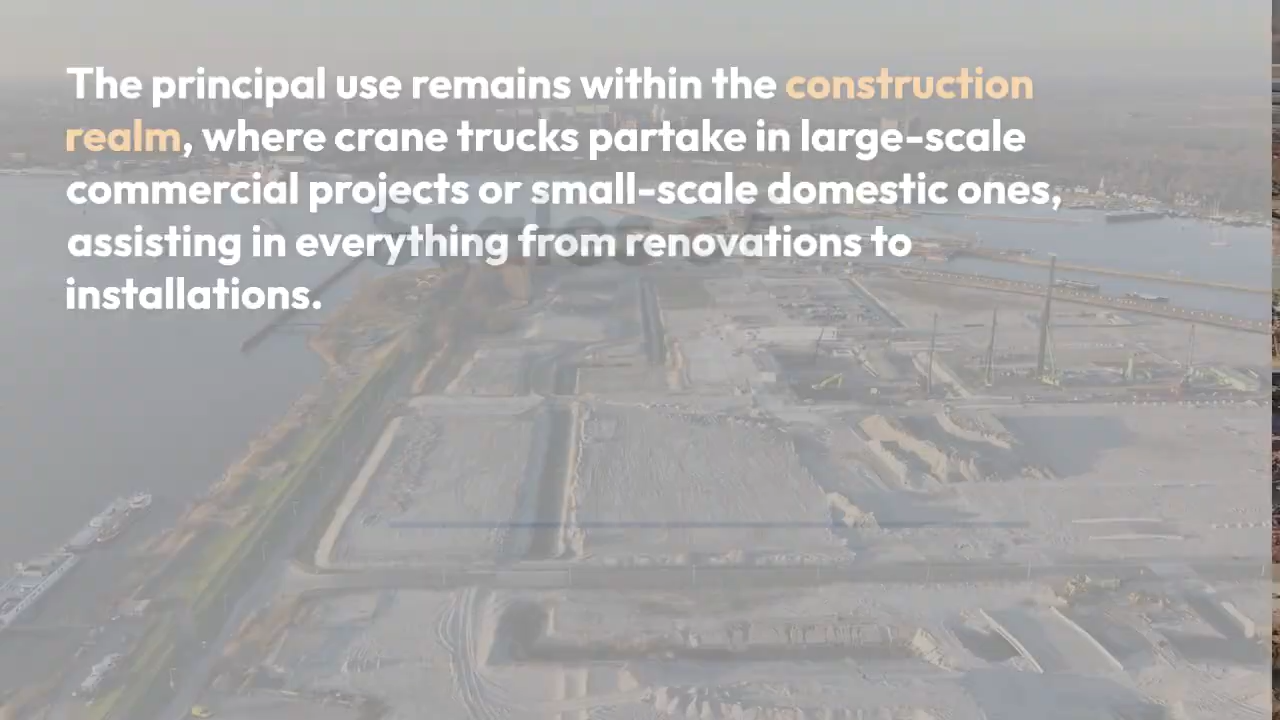 The principal use remains within the construction
realm, where crane trucks partake in large-scale
commercial projects or small-scale domestic ones,
assisting in everything from renovations to
installations.